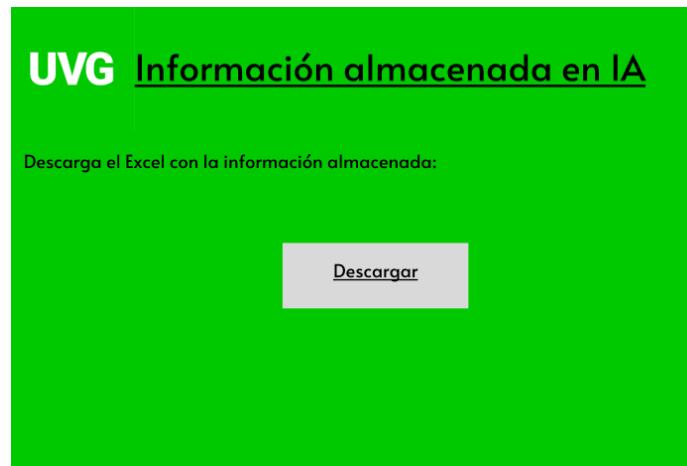 UVG Información almacenada en IA
Descarga el Excel con la información almacenada:
Descargar